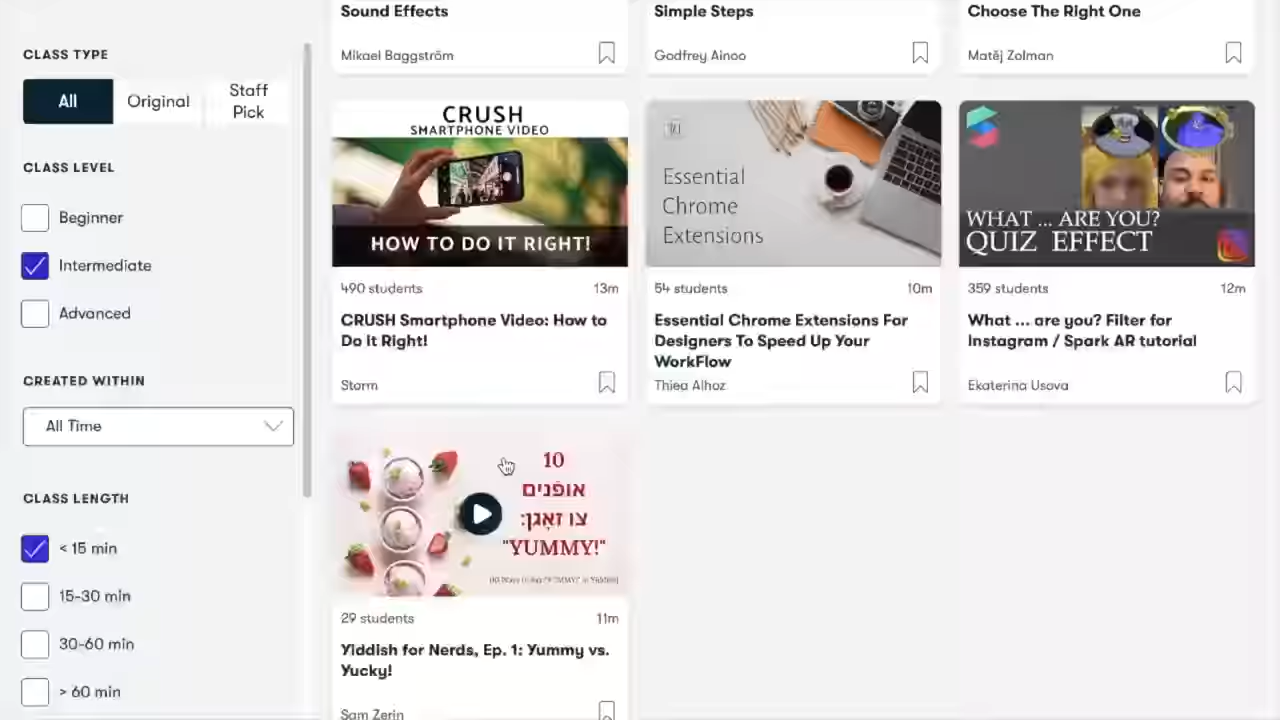 Sound Effects
Mikael Baggström
Simple Steps
Godfrey Ainoo
Choose The Right One
Matěj Zolman
CLASS TYPE
All
Original
Staff
Pick
CLASS LEVEL
Beginner
Intermediate
Advanced
CREATED WITHIN
All Time
CLASS LENGTH
< 15 min
15-30 min
30-60 min
> 60 min
CRUSH
SMARTPHONE VIDEO
HOW TO DO IT RIGHT!
490 students
13m
CRUSH Smartphone Video: How to
Do it Right!
Storm
Essential
Chrome
Extensions
54 students
10m
Essential Chrome Extensions For
Designers To Speed Up Your
WorkFlow
Thiea Alhoz
WHAT ... ARE YOU?
QUIZ EFFECT
359 students
12m
What ... are you? Filter for
Instagram / Spark AR tutorial
Ekaterina Usova
10
אופֿנים
צו זאָגן:
"YUMMY!"
29 students
11m
Yiddish for Nerds, Ep. 1: Yummy vs.
Yucky!
Sam Zerin